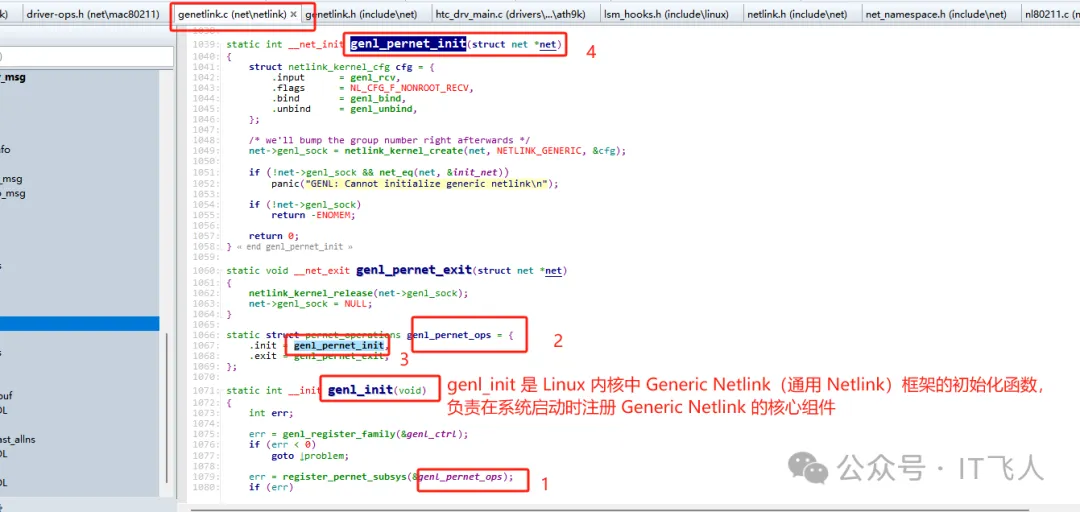 driver-ops.h (net\mac80211)
genetlink.c (net\netlink) ×
genetlink.h (include\net)
htc_drv_main.c (drivers\...\ath9k)
lsm_hooks.h (include\linux)
netlink.h (include\net)
net_namespace.h (include\net)
nl80211.c (net
)
_msg
nfo
_msg
o_msg
s
s
ouf
OL
ast_allns
OL
OL
1039: static int __net_init genl_pernet_init(struct net *net)
4
1040: {
1041: struct netlink_kernel_cfg cfg = {
1042: .input = genl_rcv,
1043: .flags = NL_CFG_F_NONROOT_RECV,
1044: .bind = genl_bind,
1045: .unbind = genl_unbind,
1046: };
1047:
1048: /* we'll bump the group number right afterwards */
1049: net->genl_sock = netlink_kernel_create(net, NETLINK_GENERIC, &cfg);
1050:
1051: if (!net->genl_sock && net_eq(net, &init_net))
1052: panic("GENL: Cannot initialize generic netlink\n");
1053:
1054: if (!net->genl_sock)
1055: return -ENOMEM;
1056:
1057: return 0;
1058: } « end genl_pernet_init »
1059:
1060: static void __net_exit genl_pernet_exit(struct net *net)
1061: {
1062: netlink_kernel_release(net->genl_sock);
1063: net->genl_sock = NULL;
1064: }
1065:
1066: static struct pernet_operations genl_pernet_ops = {
2
1067: .init = genl_pernet_init,
3
1068: .exit = genl_pernet_exit,
1069: };
1070:
1071: static int __init genl_init(void)
genl_init 是 Linux 内核中 Generic Netlink（通用 Netlink）框架的初始化函数，
负责在系统启动时注册 Generic Netlink 的核心组件
1072: {
1073: int err;
1074:
1075: err = genl_register_family(&genl_ctrl);
1076: if (err < 0)
1077: goto ↓problem;
1078:
1079: err = register_pernet_subsys(&genl_pernet_ops);
1
1080: if (err)
公众号 · IT飞人